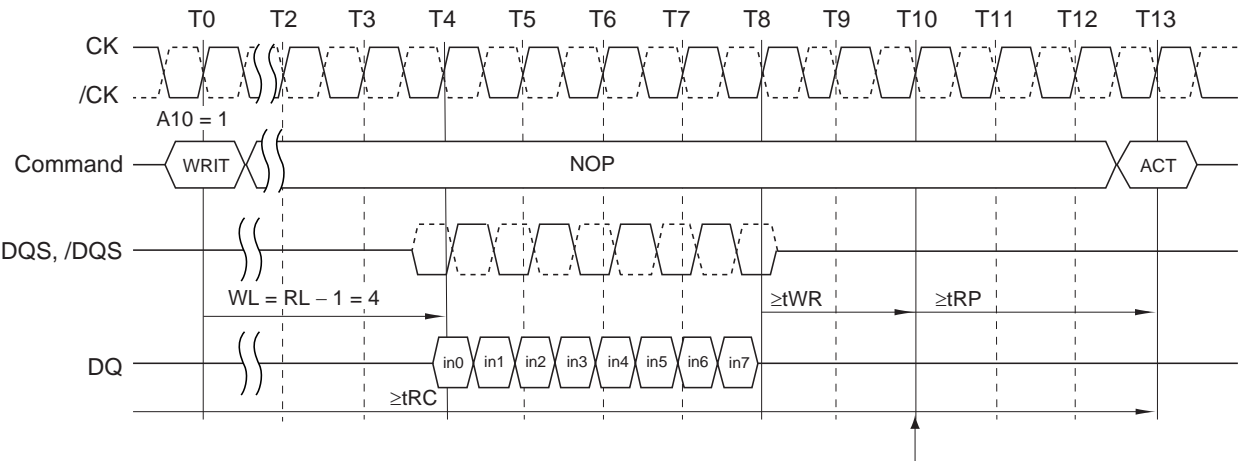 T0 T2 T3 T4 T5 T6 T7 T8 T9 T10 T11 T12 T13
CK
/CK
A10 = 1
Command WRIT NOP ACT
DQS, /DQS
WL = RL − 1 = 4 ≥tWR ≥tRP
DQ in0 in1 in2 in3 in4 in5 in6 in7
≥tRC